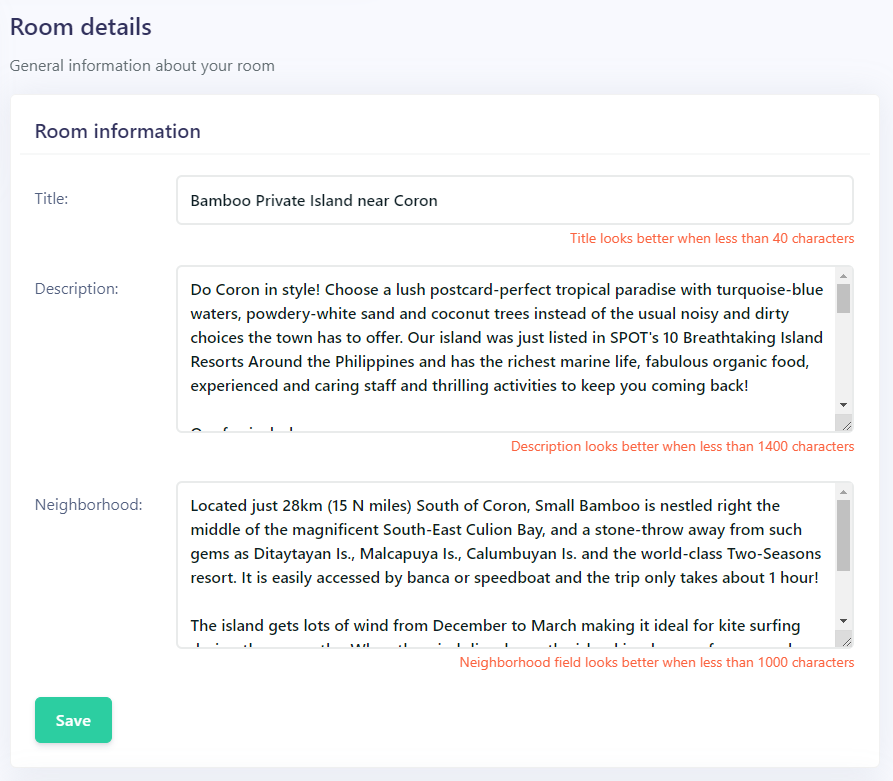 Room details
General information about your room
Room information
Title:
Bamboo Private Island near Coron
Title looks better when less than 40 characters
Description:
Do Coron in style! Choose a lush postcard-perfect tropical paradise with turquoise-blue
waters, powdery-white sand and coconut trees instead of the usual noisy and dirty
choices the town has to offer. Our island was just listed in SPOT's 10 Breathtaking Island
Resorts Around the Philippines and has the richest marine life, fabulous organic food,
experienced and caring staff and thrilling activities to keep you coming back!
Description looks better when less than 1400 characters
Neighborhood:
Located just 28km (15 N miles) South of Coron, Small Bamboo is nestled right the
middle of the magnificent South-East Culion Bay, and a stone-throw away from such
gems as Ditaytayan Is., Malcapuya Is., Calumbuyan Is. and the world-class Two-Seasons
resort. It is easily accessed by banca or speedboat and the trip only takes about 1 hour!
The island gets lots of wind from December to March making it ideal for kite surfing
Neighborhood field looks better when less than 1000 characters
Save